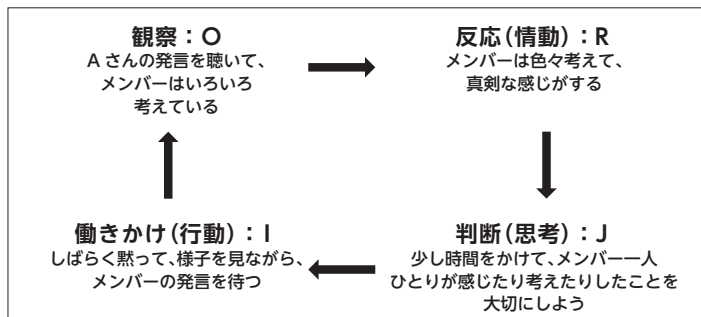 観察：O
Aさんの発言を聴いて、
メンバーはいろいろ
考えている
反応（情動）：R
メンバーは色々考えて、
真剣な感じがする
働きかけ（行動）：I
しばらく黙って、様子を見ながら、
メンバーの発言を待つ
判断（思考）：J
少し時間をかけて、メンバー一人
ひとりが感じたり考えたりしたことを
大切にしよう